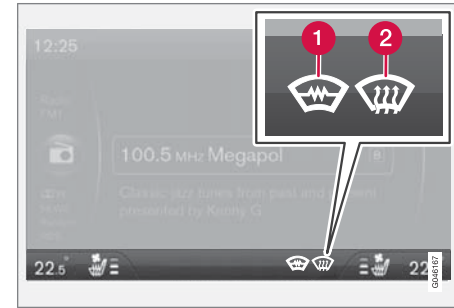 12:25
1 2
Radio
FM1
100.5 MHz Megapol
Classic jazz tunes from past and present
presented by Kenny G
22.5°
22
G046167